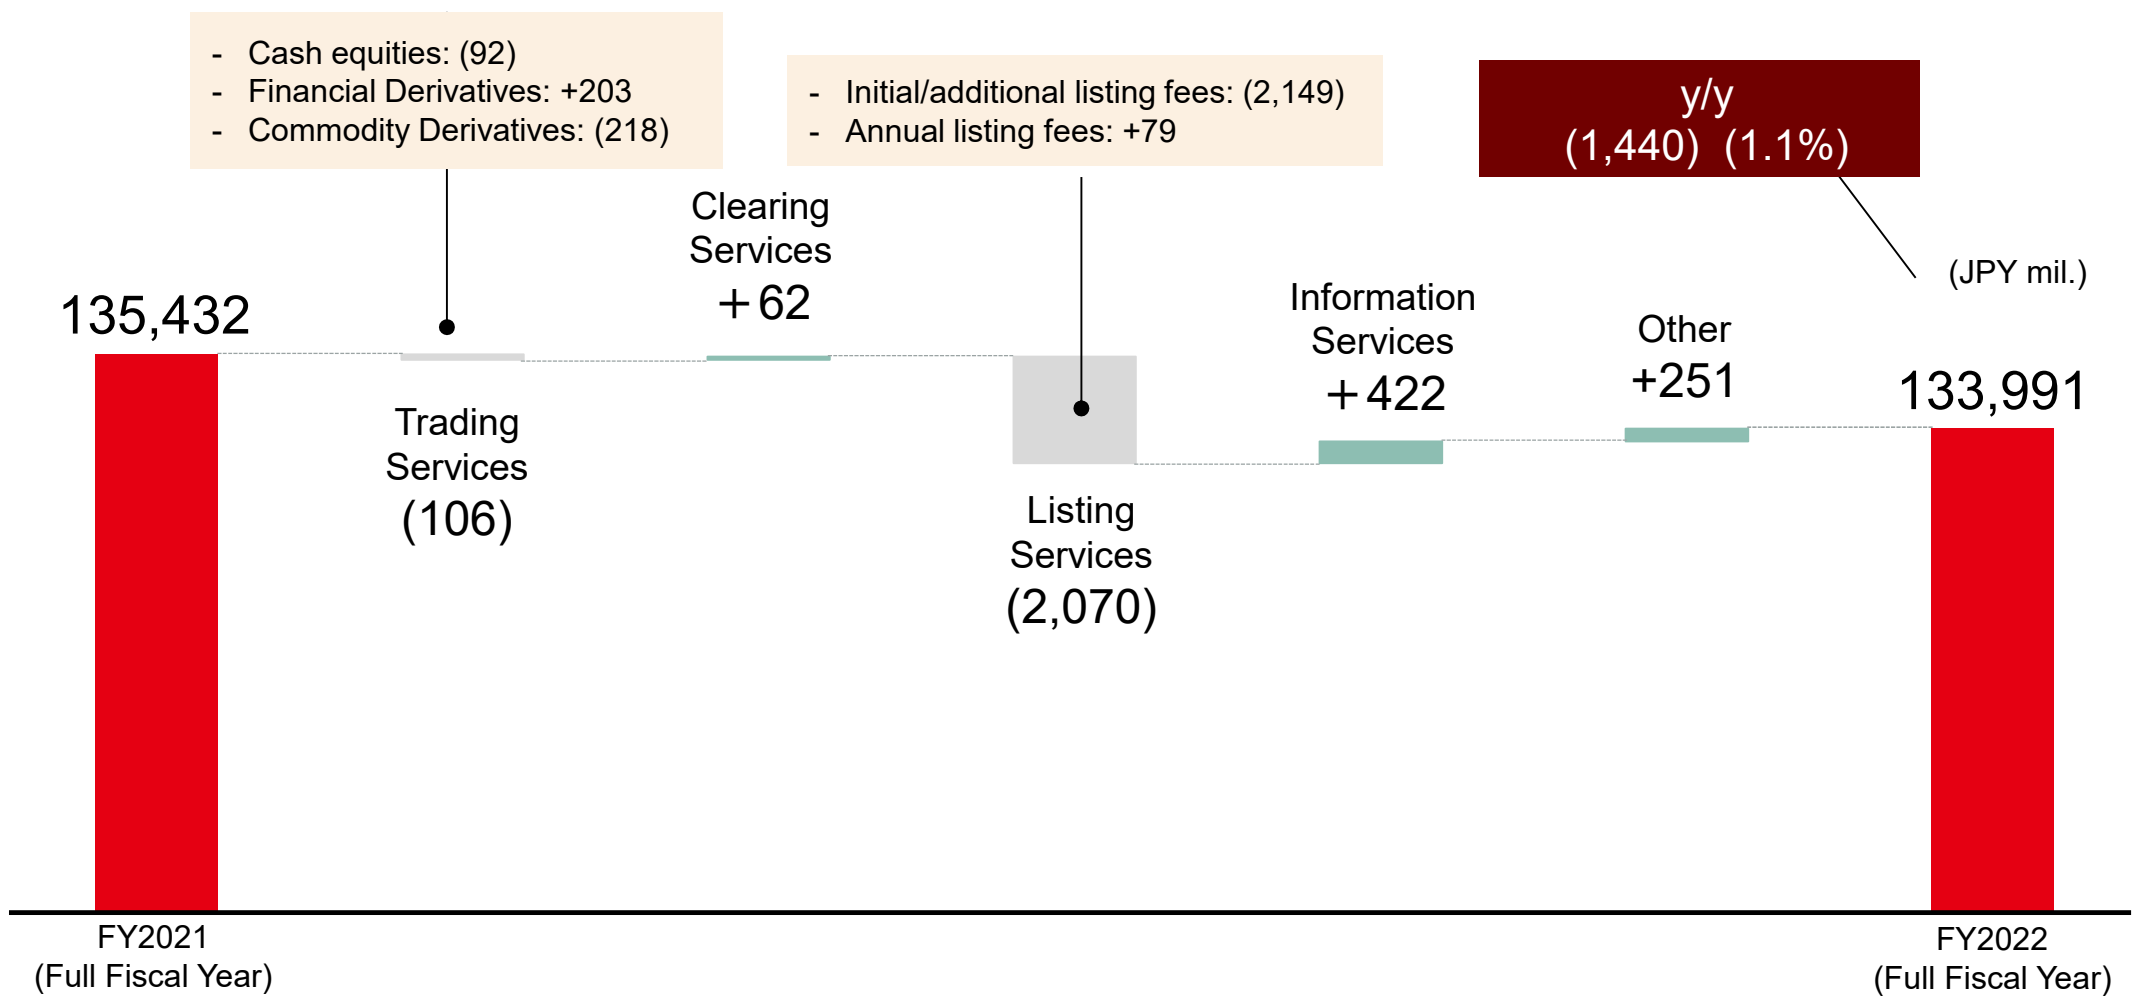 - Cash equities: (92)
- Financial Derivatives: +203
- Commodity Derivatives: (218)
- Initial/additional listing fees: (2,149)
- Annual listing fees: +79
y/y
(1,440) (1.1%)
(JPY mil.)
135,432
Trading
Services
(106)
Clearing
Services
+62
Listing
Services
(2,070)
Information
Services
+422
Other
+251
133,991
FY2021
(Full Fiscal Year)
FY2022
(Full Fiscal Year)